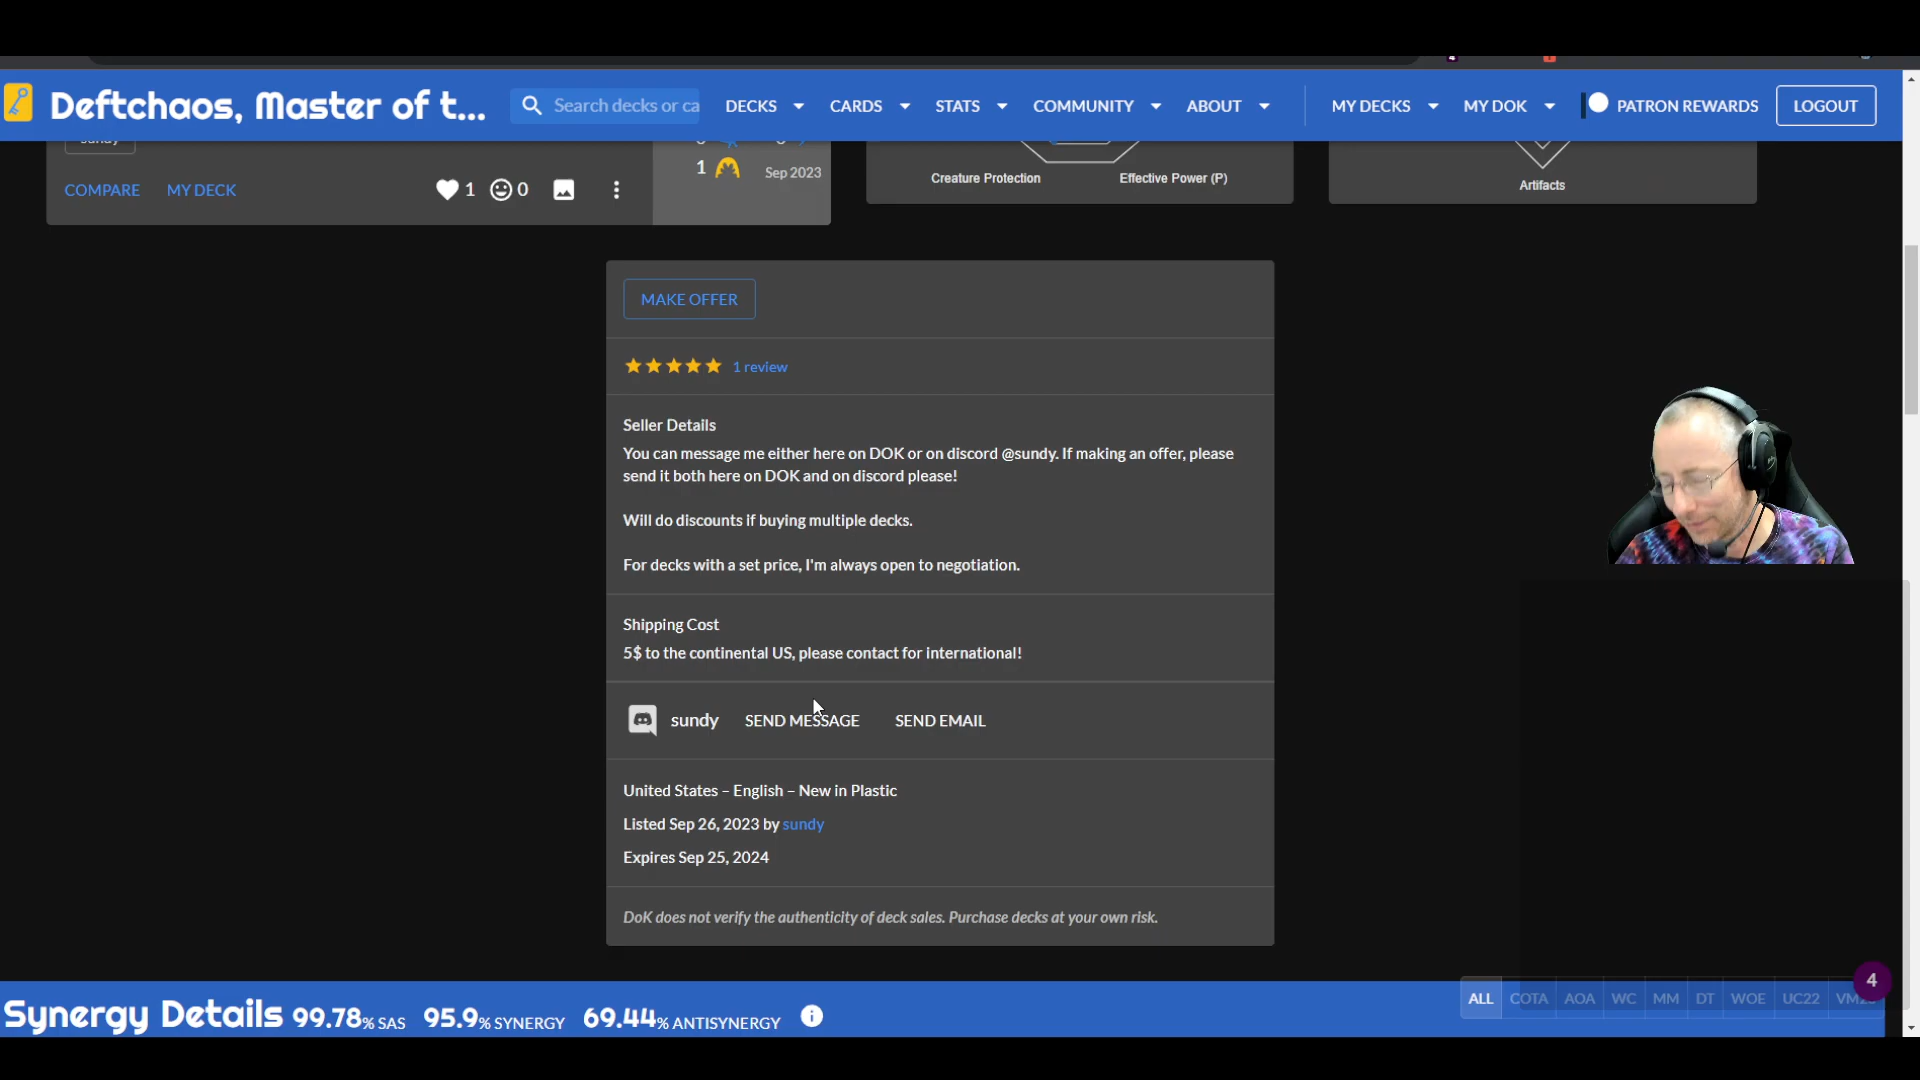 Deftchaos, Master of t...
Search decks or ca
DECKS
CARDS
STATS
COMMUNITY
ABOUT
MY DECKS
MY DOK
PATRON REWARDS
LOGOUT
sundy
1
Sep 2023
COMPARE
MY DECK
1
0
Creature Protection
Effective Power (P)
Artifacts
MAKE OFFER
1 review
Seller Details
You can message me either here on DOK or on discord @sundy. If making an offer, please
send it both here on DOK and on discord please!
Will do discounts if buying multiple decks.
For decks with a set price, I'm always open to negotiation.
Shipping Cost
5$ to the continental US, please contact for international!
sundy
SEND MESSAGE
SEND EMAIL
United States – English – New in Plastic
Listed Sep 26, 2023 by sundy
Expires Sep 25, 2024
DoK does not verify the authenticity of deck sales. Purchase decks at your own risk.
4
Synergy Details 99.78% SAS 95.9% SYNERGY 69.44% ANTISYNERGY
ALL COTA AOA WC MM DT WOE UC22